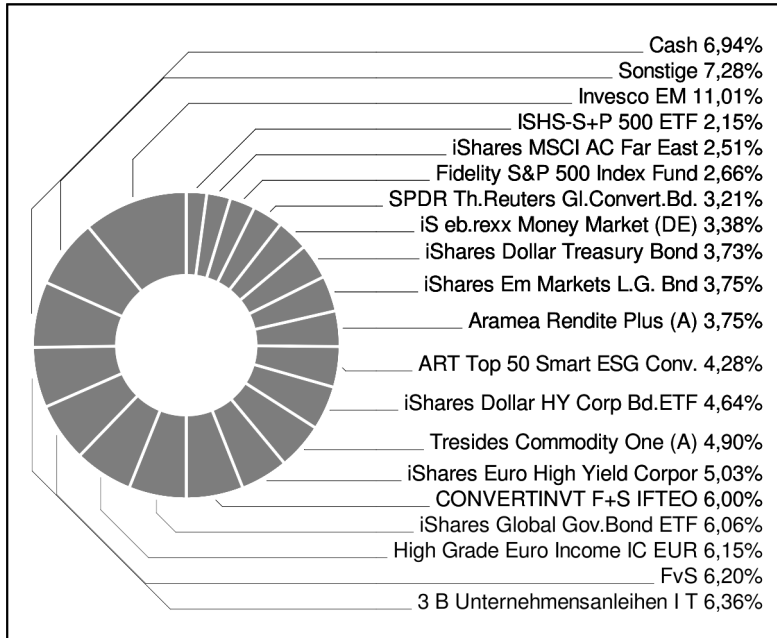 Cash 6,94%
Sonstige 7,28%
Invesco EM 11,01%
ISHS-S+P 500 ETF 2,15%
iShares MSCI AC Far East 2,51%
Fidelity S&P 500 Index Fund 2,66%
SPDR Th.Reuters Gl.Convert.Bd. 3,21%
iS eb.rexx Money Market (DE) 3,38%
iShares Dollar Treasury Bond 3,73%
iShares Em Markets L.G. Bnd 3,75%
Aramea Rendite Plus (A) 3,75%
ART Top 50 Smart ESG Conv. 4,28%
iShares Dollar HY Corp Bd.ETF 4,64%
Tresides Commodity One (A) 4,90%
iShares Euro High Yield Corpor 5,03%
CONVERTINVT F+S IFTEO 6,00%
iShares Global Gov.Bond ETF 6,06%
High Grade Euro Income IC EUR 6,15%
FvS 6,20%
3 B Unternehmensanleihen I T 6,36%